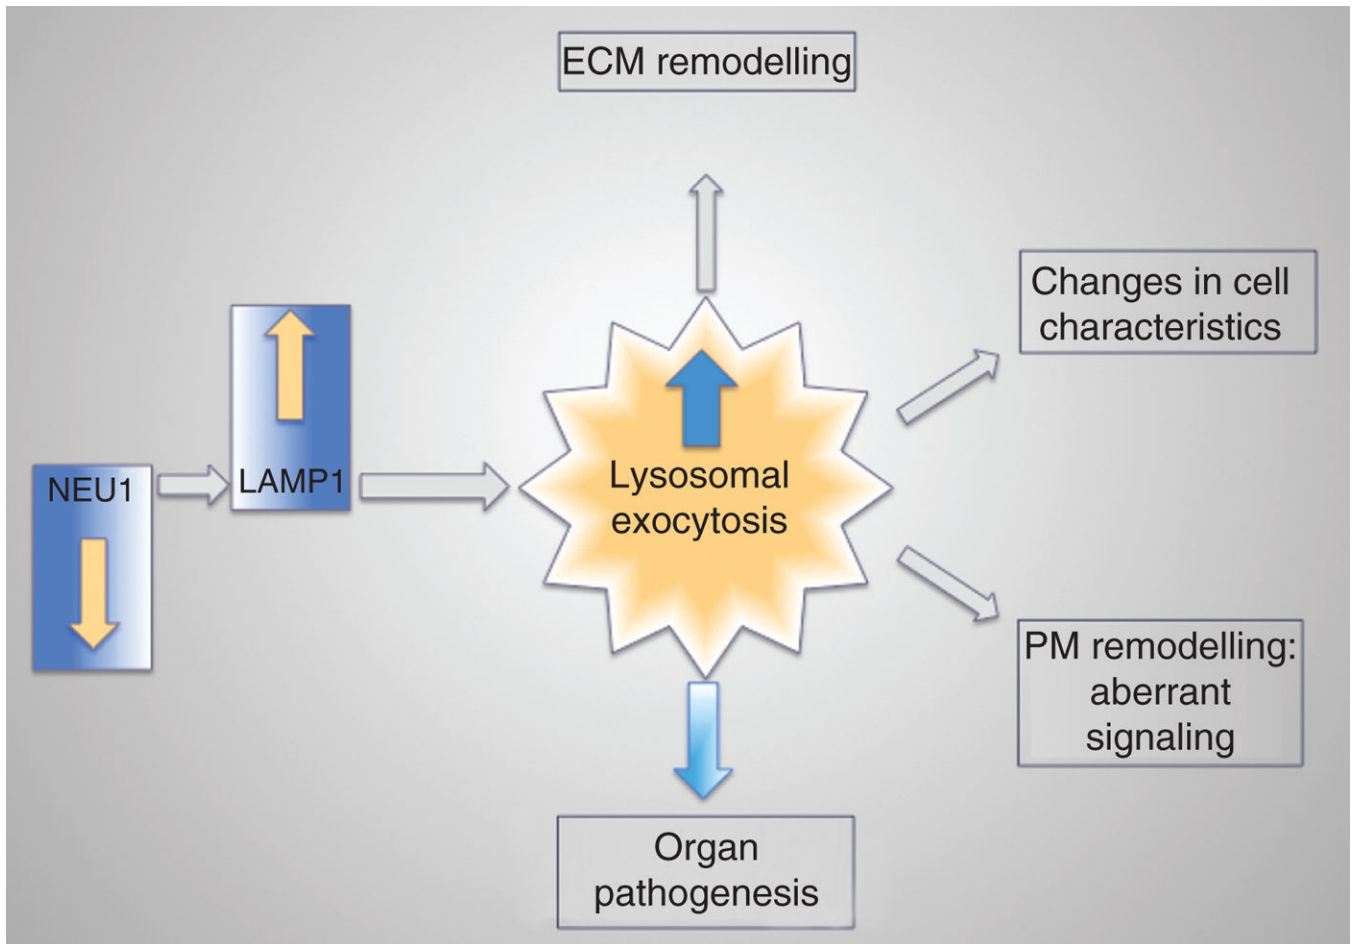 ECM remodelling
Changes in cell
characteristics
NEU1
LAMP1
Lysosomal
exocytosis
PM remodelling:
aberrant
signaling
Organ
pathogenesis